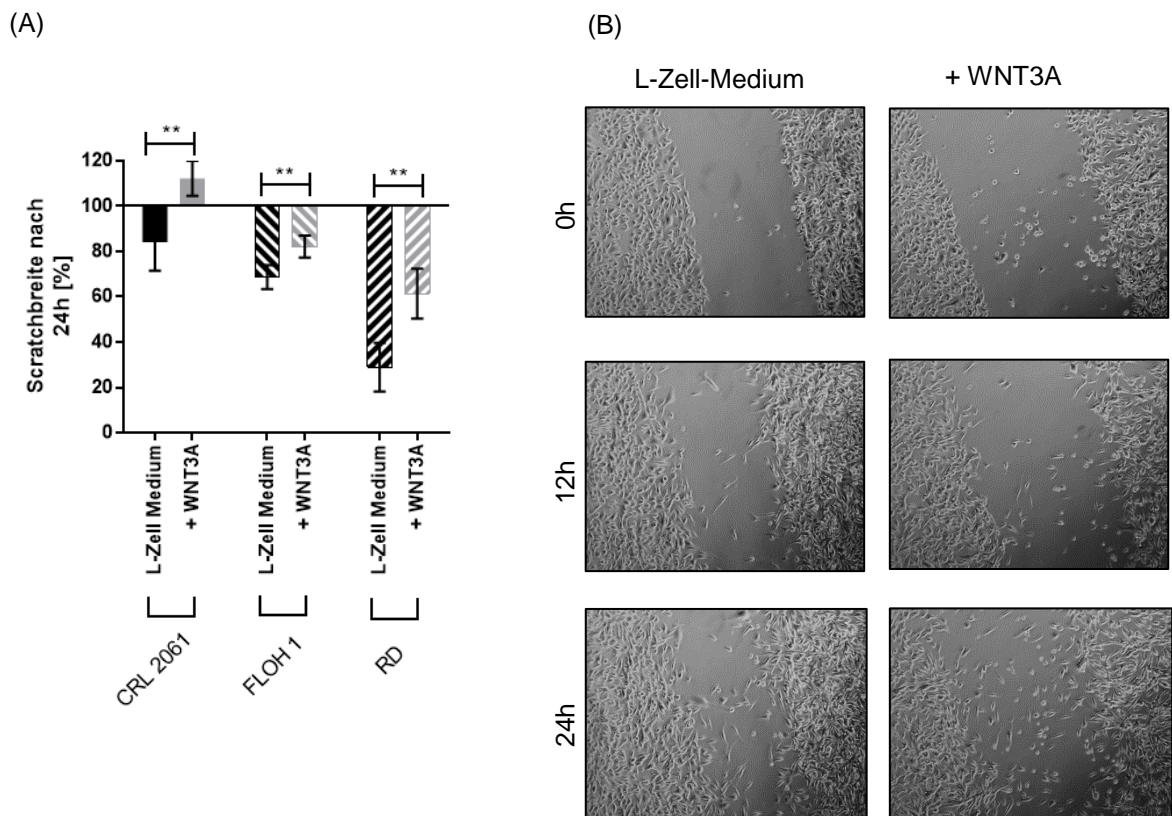 (A)
**
**
**
120
100
80
60
40
20
0
Scratchbreite nach
24h [%]
L-Zell Medium
+ WNT3A
L-Zell Medium
+ WNT3A
L-Zell Medium
+ WNT3A
CRL 2061
FLOH 1
RD
(B)
L-Zell-Medium
+ WNT3A
0h
12h
24h